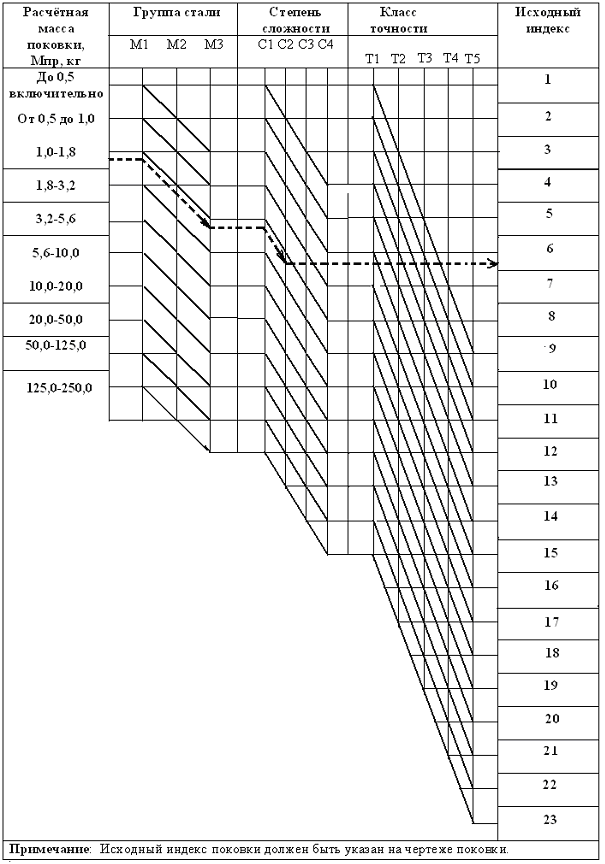 Расчётная
масса
поковки,
Мпр, кг
Группа стали
М1 М2 М3
Степень
сложности
С1 С2 С3 С4
Класс
точности
Т1 Т2 Т3 Т4 Т5
Исходный
индекс
До 0,5
включительно
От 0,5 до 1,0
1,0-1,8
1,8-3,2
3,2-5,6
5,6-10,0
10,0-20,0
20,0-50,0
50,0-125,0
125,0-250,0
1
2
3
4
5
6
7
8
9
10
11
12
13
14
15
16
17
18
19
20
21
22
23
Примечание: Исходный индекс поковки должен быть указан на чертеже поковки.